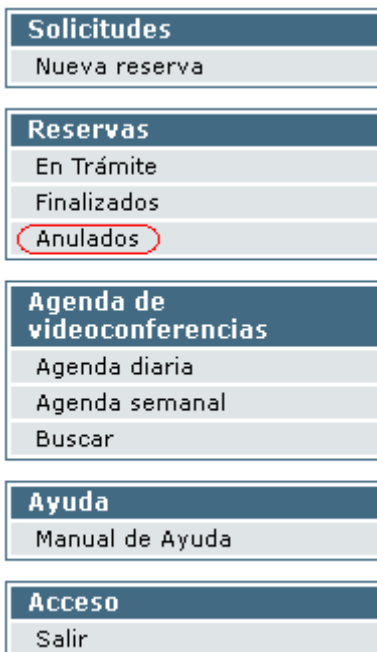 Solicitudes
Nueva reserva
Reservas
En Trámite
Finalizados
Anulados
Agenda de
videoconferencias
Agenda diaria
Agenda semanal
Buscar
Ayuda
Manual de Ayuda
Acceso
Salir